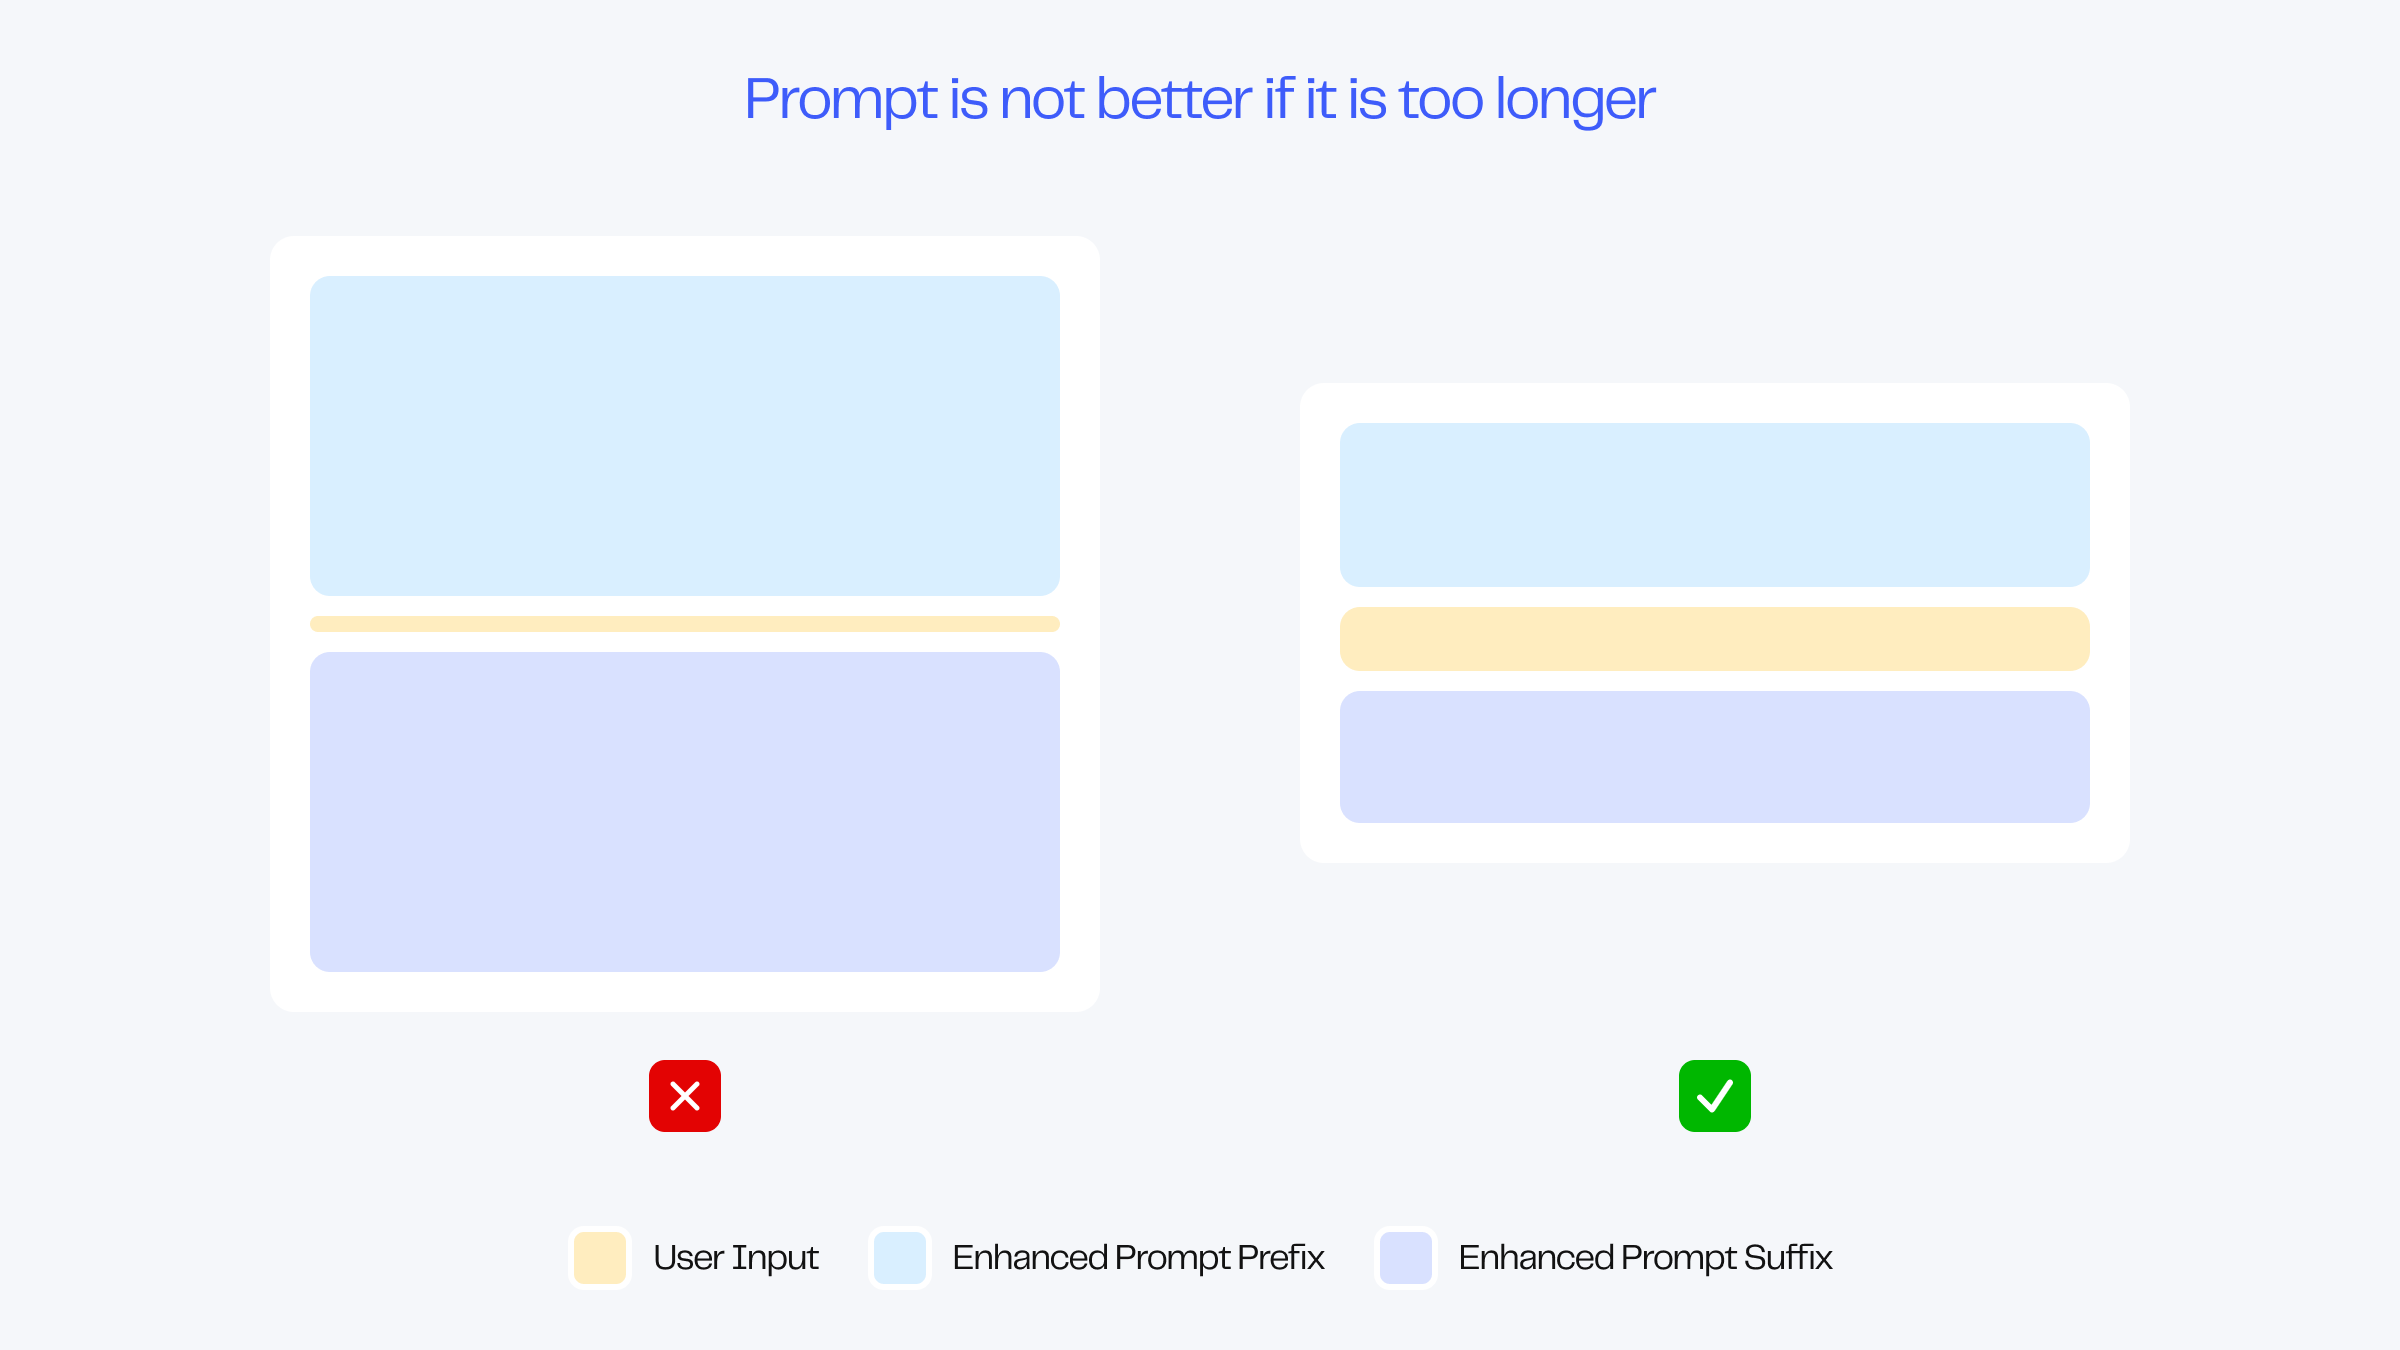 Prompt is not better if it is too longer
User Input
Enhanced Prompt Prefix
Enhanced Prompt Suffix